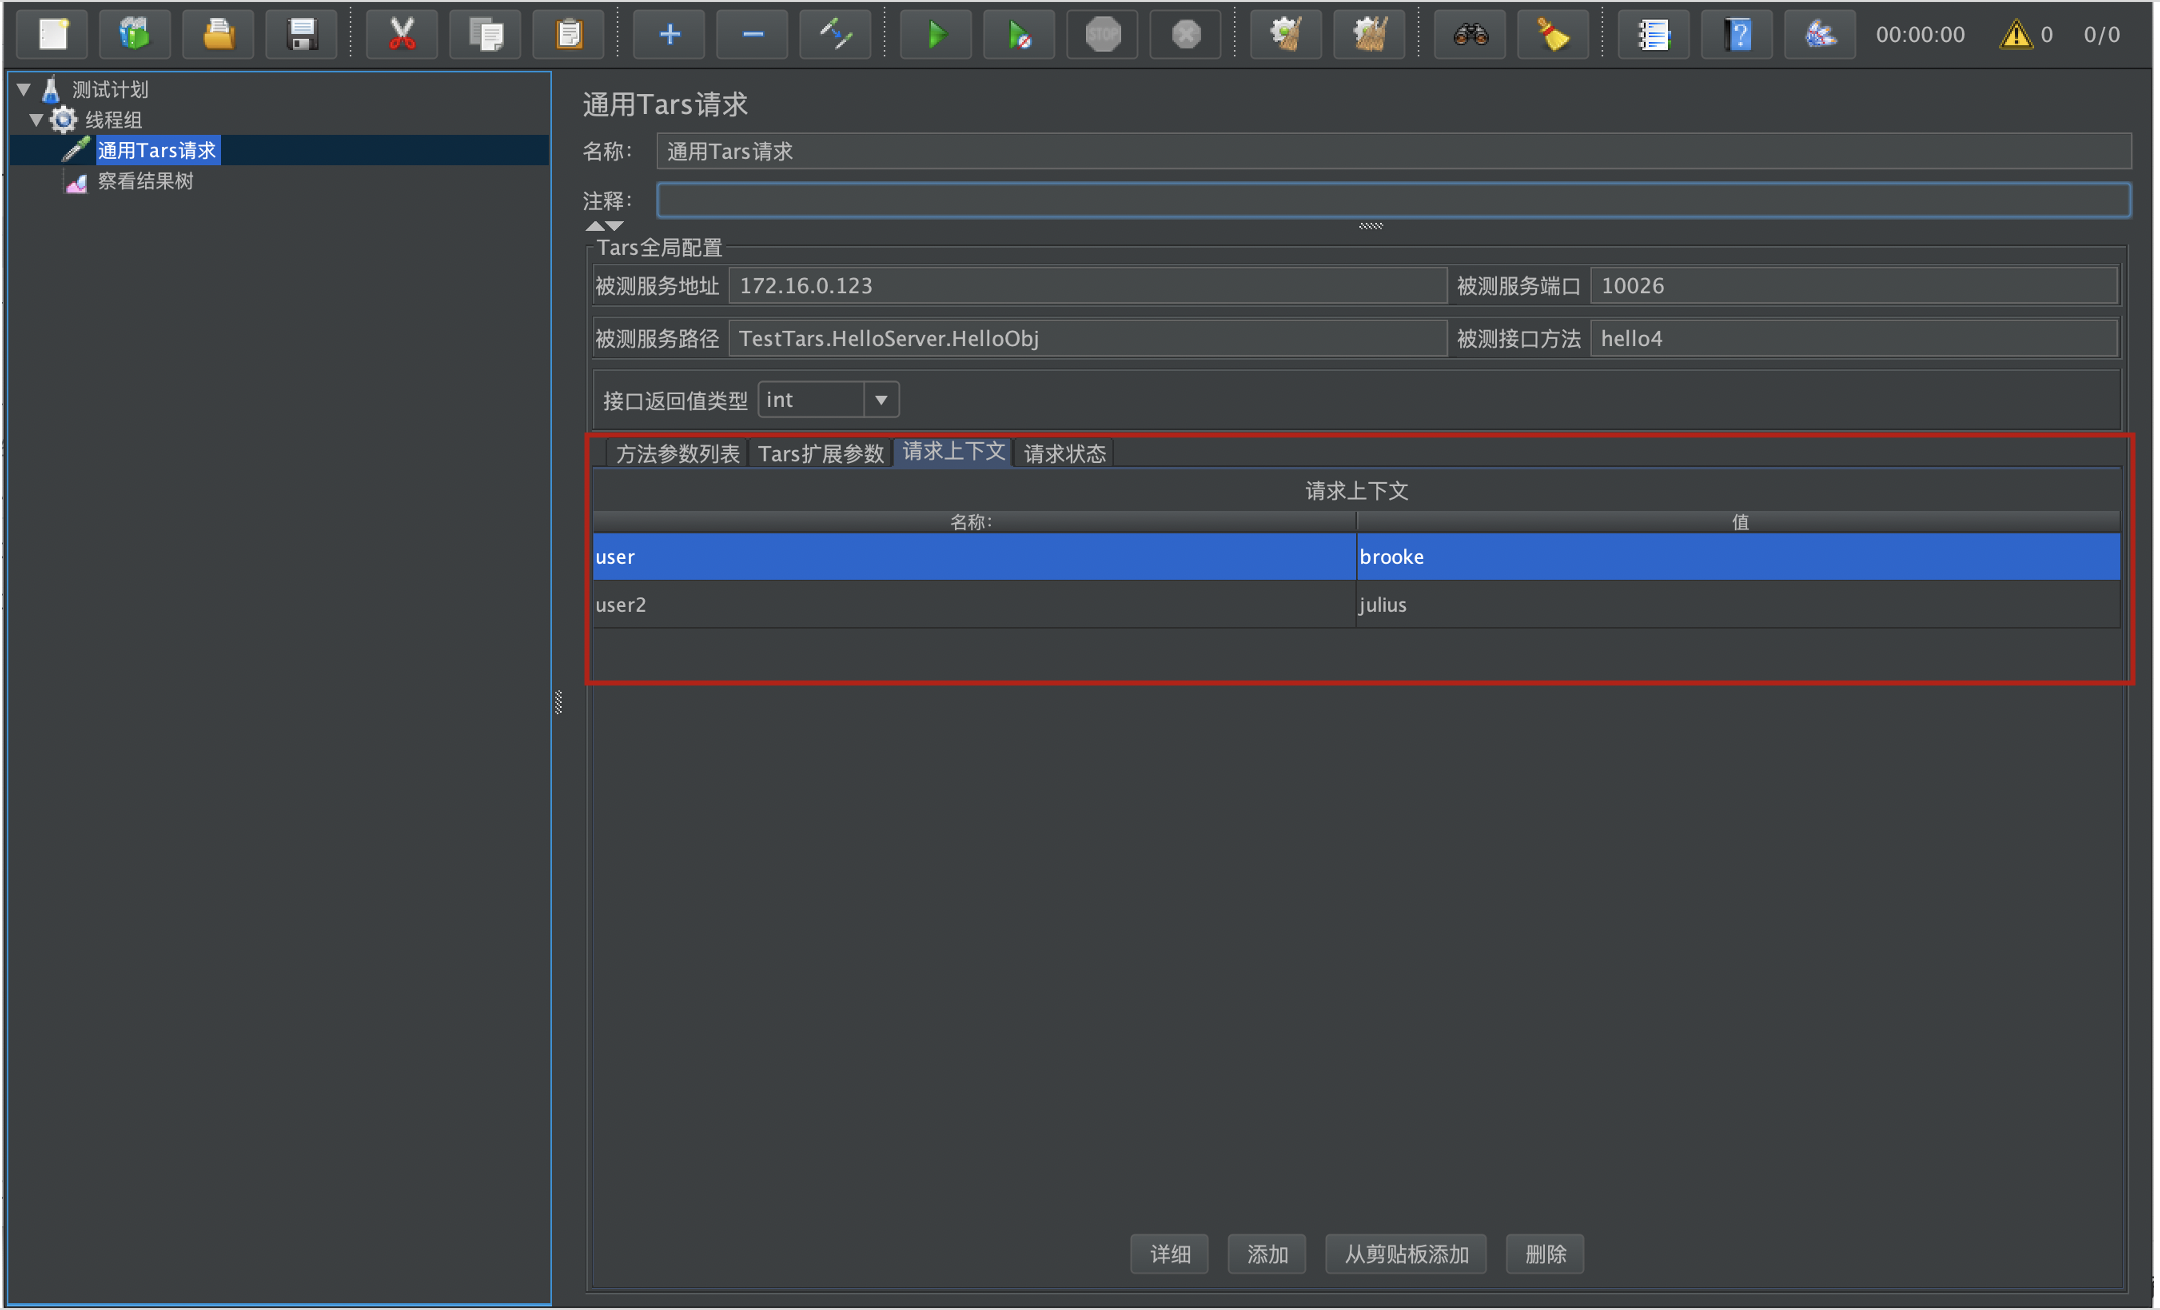 STOP
00:00:00
0
0/0
测试计划
线程组
通用Tars请求
察看结果树
通用Tars请求
名称：
通用Tars请求
注释：
Tars全局配置
被测服务地址 172.16.0.123 被测服务端口 10026
被测服务路径 TestTars.HelloServer.HelloObj 被测接口方法 hello4
接口返回值类型 int
方法参数列表 Tars扩展参数 请求上下文 请求状态
请求上下文
名称: 值
user brooke
user2 julius
详细 添加 从剪贴板添加 删除